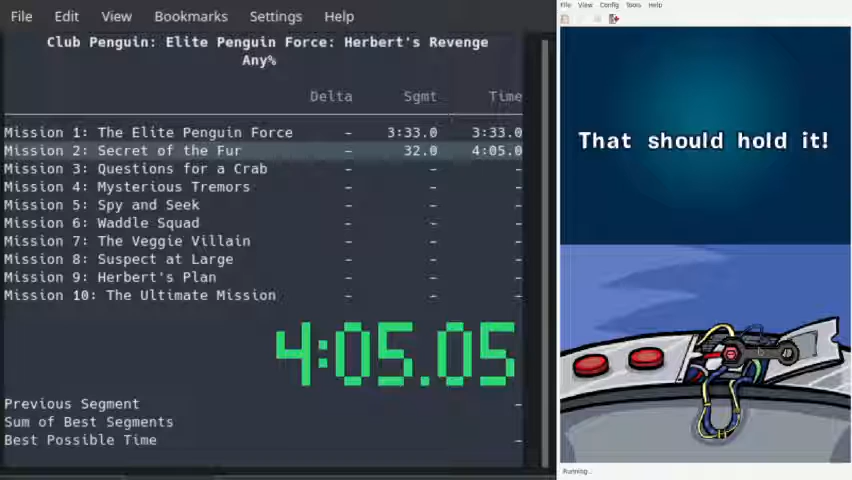 File Edit View Bookmarks Settings Help
Club Penguin: Elite Penguin Force: Herbert's Revenge
Any%
Delta Sgmt Time
Mission 1: The Elite Penguin Force – 3:33.0 3:33.0
Mission 2: Secret of the Fur – 32.0 4:05.0
Mission 3: Questions for a Crab – – –
Mission 4: Mysterious Tremors – – –
Mission 5: Spy and Seek – – –
Mission 6: Waddle Squad – – –
Mission 7: The Veggie Villain – – –
Mission 8: Suspect at Large – – –
Mission 9: Herbert's Plan – – –
Mission 10: The Ultimate Mission – – –
4:05.05
Previous Segment –
Sum of Best Segments –
Best Possible Time –
File View Config Tools Help
That should hold it!
Running...